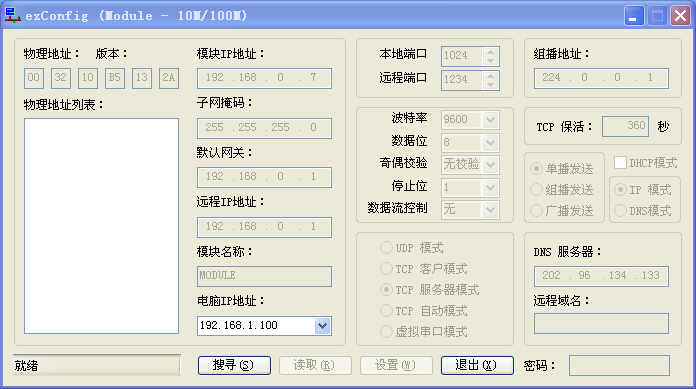 ezConfig (Module - 10M/100M)
物理地址： 版本：
00 32 10 B5 13 2A
物理地址列表：
模块IP地址：
192 .168 . 0 . 7
子网掩码：
255 .255 .255 . 0
默认网关：
192 .168 . 0 . 1
远程IP地址：
192 .168 . 0 . 1
模块名称：
MODULE
电脑IP地址：
192.168.1.100
本地端口 1024
远程端口 1234
波特率 9600
数据位 8
奇偶校验 无校验
停止位 1
数据流控制 无
UDP 模式
TCP 客户模式
TCP 服务器模式
TCP 自动模式
虚拟串口模式
组播地址：
224 . 0 . 0 . 1
TCP 保活： 360 秒
单播发送
组播发送
广播发送
DHCP模式
IP 模式
DNS模式
DNS 服务器：
202 . 96 .134 .133
远程域名：
就绪
搜寻(S)
读取(R)
设置(W)
退出(X)
密码：